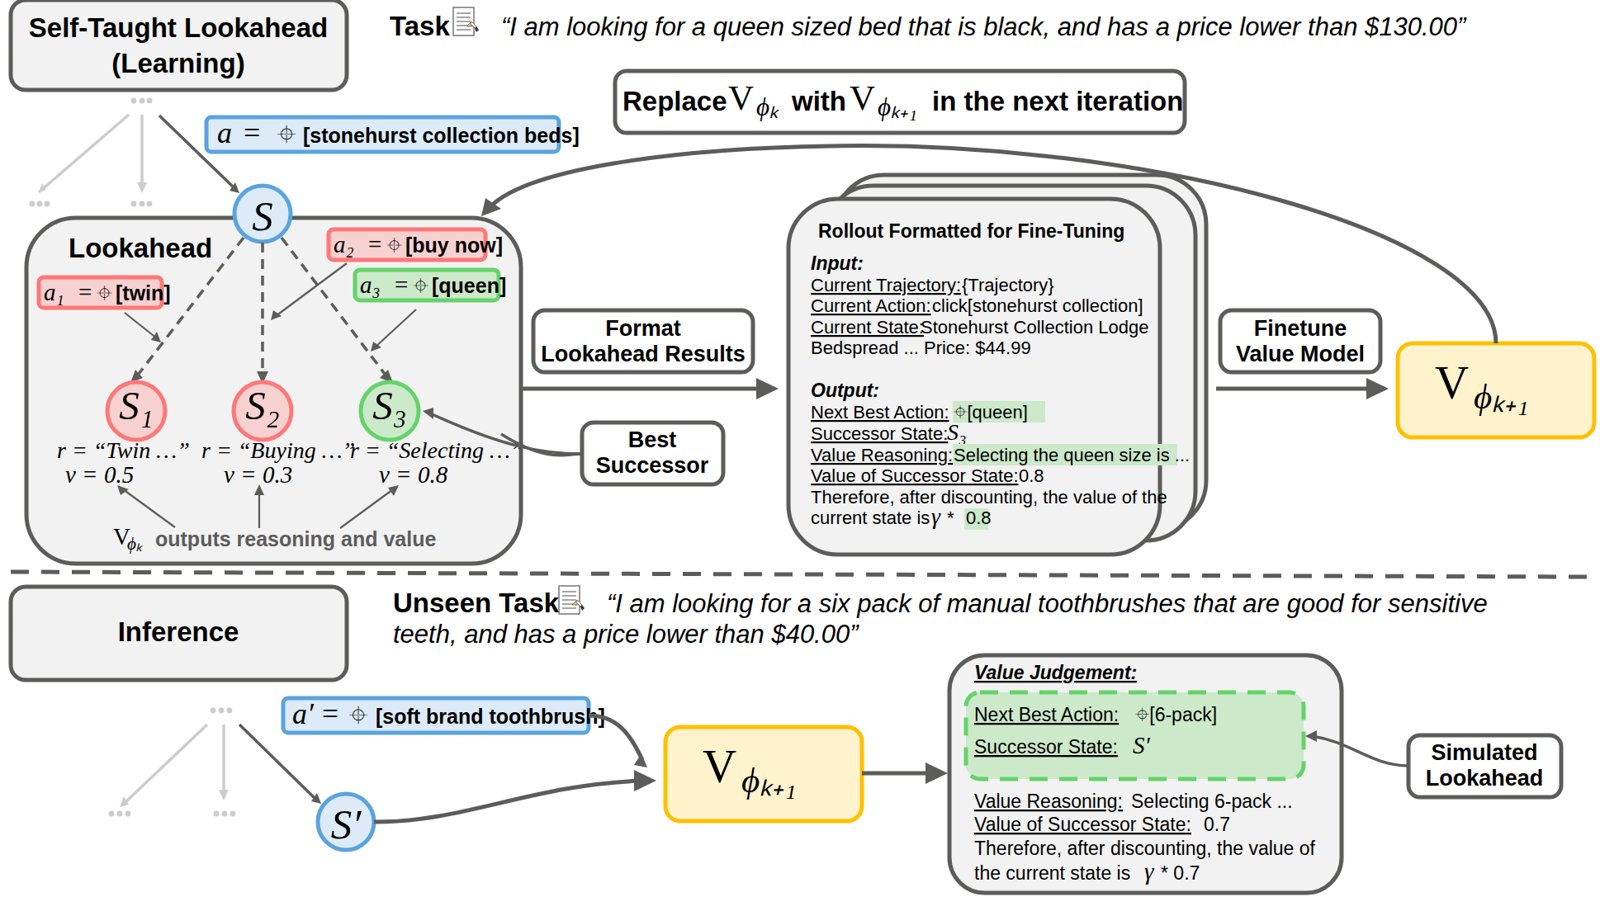 Self-Taught Lookahead
(Learning)
Task “I am looking for a queen sized bed that is black, and has a price lower than $130.00”
Replace V_ϕk with V_ϕk+1 in the next iteration
a = [stonehurst collection beds]
S
Lookahead
a2 = [buy now]
a3 = [queen]
a1 = [twin]
S1 S2 S3
r = “Twin …” r = “Buying …” r = “Selecting …”
v = 0.5 v = 0.3 v = 0.8
V_ϕk outputs reasoning and value
Format
Lookahead Results
Best
Successor
Rollout Formatted for Fine-Tuning
Input:
Current Trajectory:{Trajectory}
Current Action: click[stonehurst collection]
Current State:Stonehurst Collection Lodge
Bedspread ... Price: $44.99
Output:
Next Best Action: [queen]
Successor State:S3
Value Reasoning:Selecting the queen size is ...
Value of Successor State:0.8
Therefore, after discounting, the value of the
current state is γ * 0.8
Finetune
Value Model
V_ϕk+1
Inference
Unseen Task “I am looking for a six pack of manual toothbrushes that are good for sensitive
teeth, and has a price lower than $40.00”
a′ = [soft brand toothbrush]
S′
V_ϕk+1
Value Judgement:
Next Best Action: [6-pack]
Successor State: S′
Value Reasoning: Selecting 6-pack ...
Value of Successor State: 0.7
Therefore, after discounting, the value of
the current state is γ * 0.7
Simulated
Lookahead